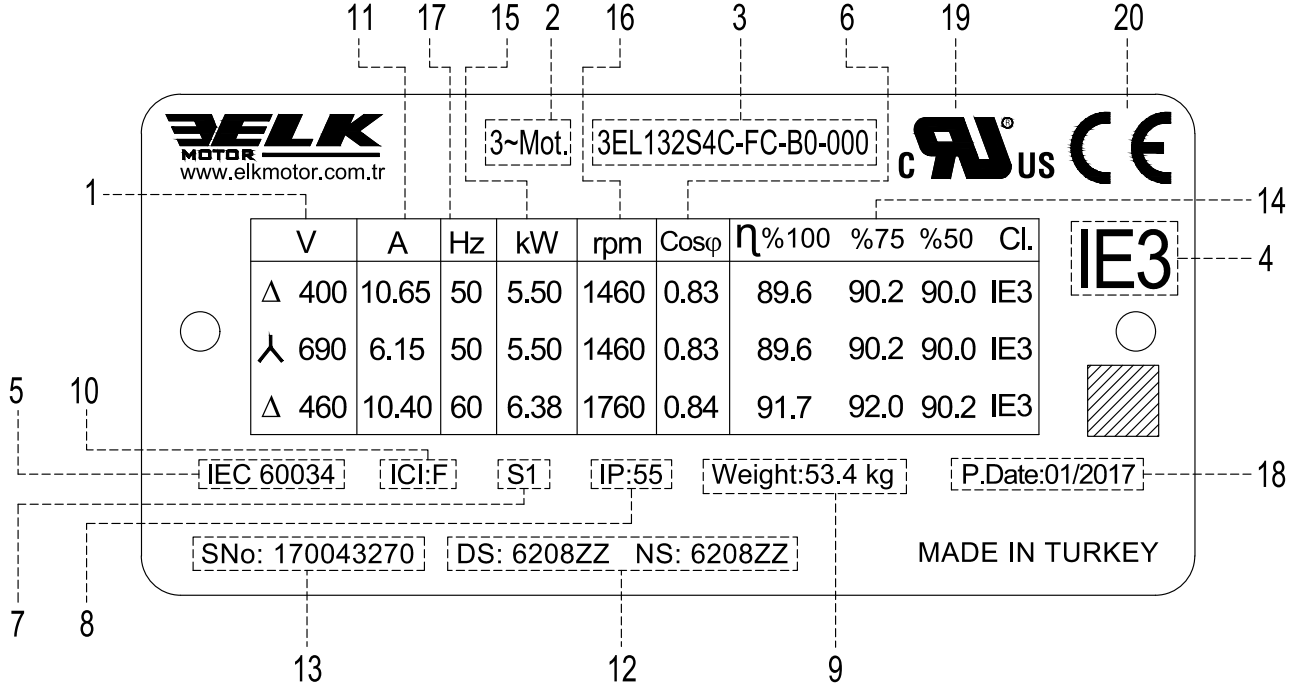 11 17 15 2 16 3 6 19 20
ELK
MOTOR
www.elkmotor.com.tr
3~Mot. 3EL132S4C-FC-B0-000
C RU ® US CE
1 14
V A Hz kW rpm Cosφ η%100 %75 %50 Cl.
IE3 4
Δ 400 10.65 50 5.50 1460 0.83 89.6 90.2 90.0 IE3
⅄ 690 6.15 50 5.50 1460 0.83 89.6 90.2 90.0 IE3
5 10
Δ 460 10.40 60 6.38 1760 0.84 91.7 92.0 90.2 IE3
IEC 60034 ICI:F S1 IP:55 Weight:53.4 kg P.Date:01/2017 18
SNo: 170043270 DS: 6208ZZ NS: 6208ZZ MADE IN TURKEY
7 8
13 12 9